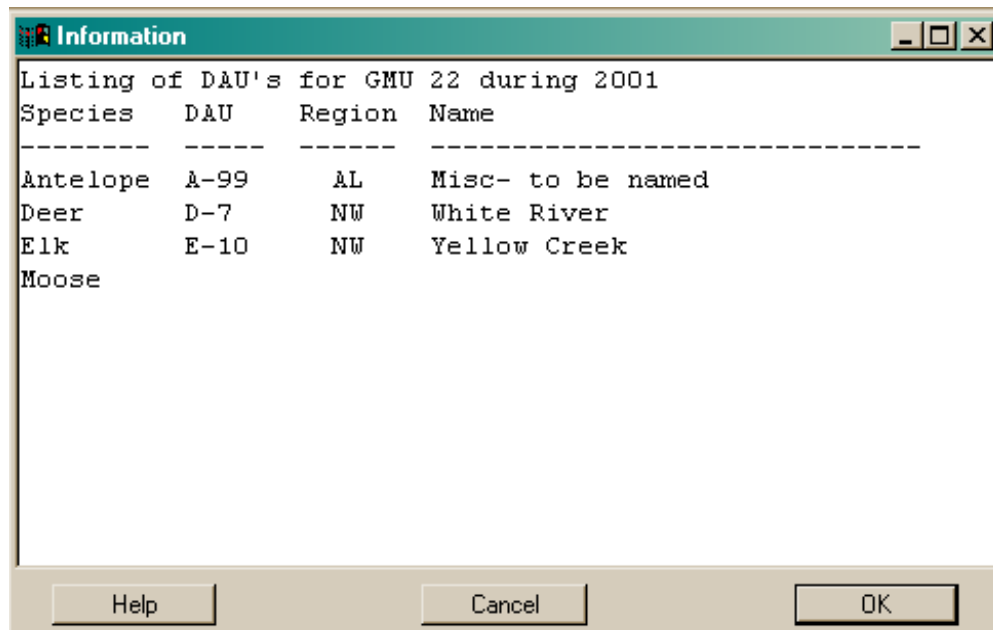 Information
Listing of DAU's for GMU 22 during 2001
Species   DAU    Region  Name
--------  -----  ------  ------------------------------
Antelope  A-99     AL    Misc- to be named
Deer      D-7      NW    White River
Elk       E-10     NW    Yellow Creek
Moose
Help Cancel OK